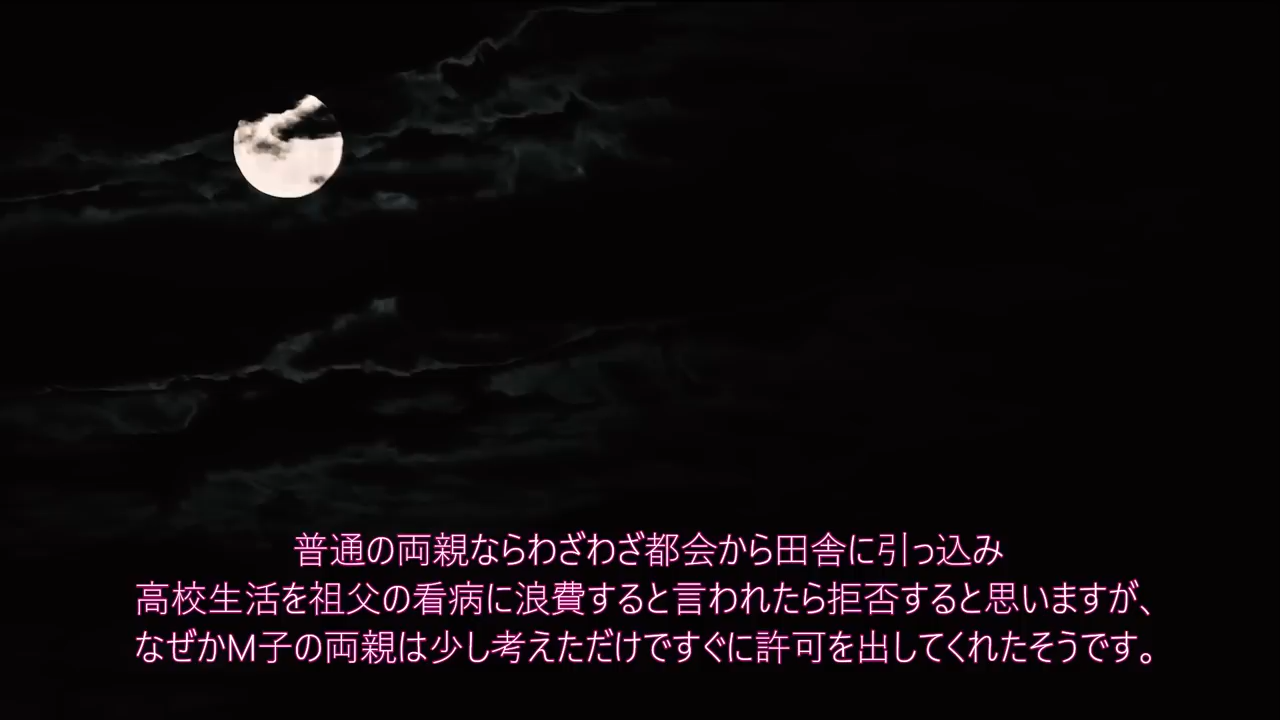 普通の両親ならわざわざ都会から田舎に引っ込み
高校生活を祖父の看病に浪費すると言われたら拒否すると思いますが、
なぜかM子の両親は少し考えただけですぐに許可を出してくれたそうです。